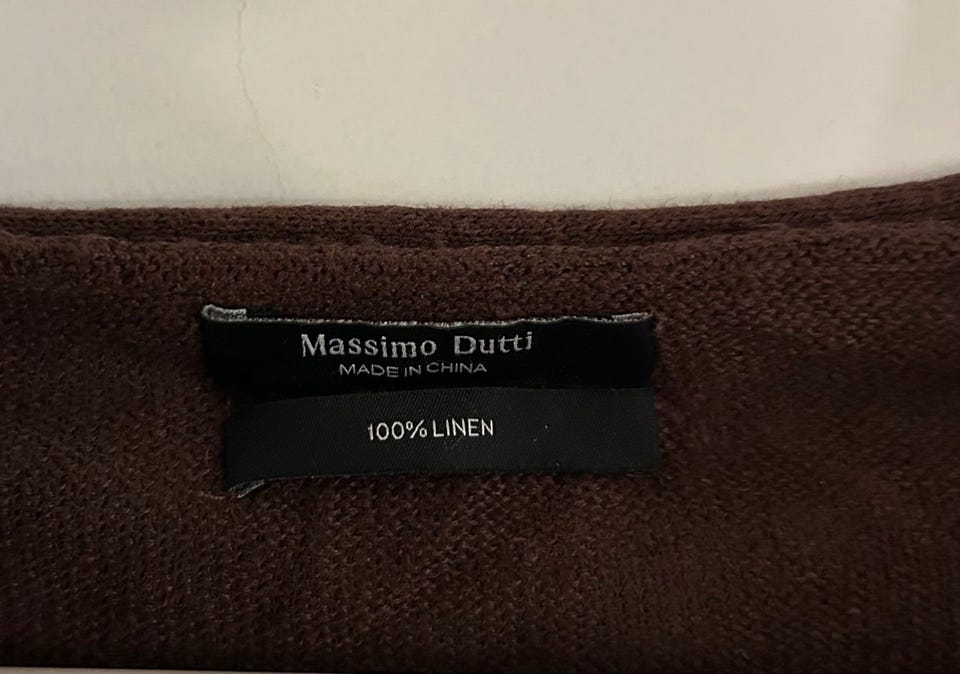 Massimo Dutti
MADE IN CHINA
100% LINEN